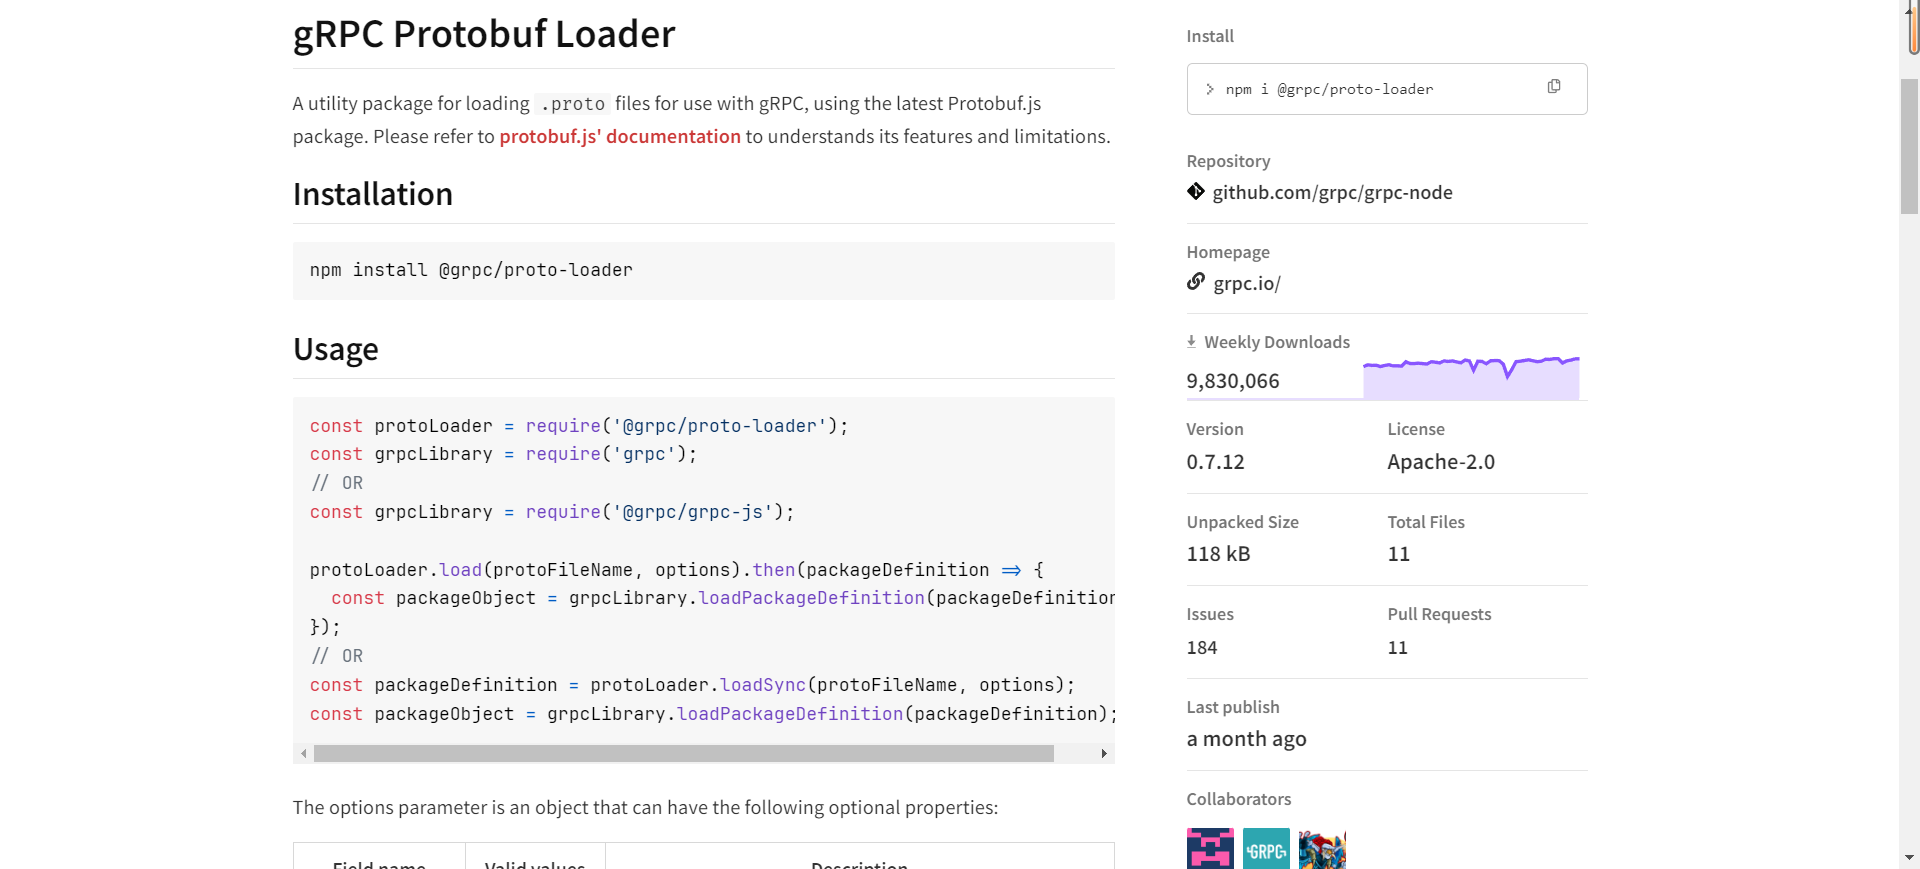 gRPC Protobuf Loader
A utility package for loading .proto files for use with gRPC, using the latest Protobuf.js
package. Please refer to protobuf.js' documentation to understands its features and limitations.
Installation
npm install @grpc/proto-loader
Usage
const protoLoader = require('@grpc/proto-loader');
const grpcLibrary = require('grpc');
// OR
const grpcLibrary = require('@grpc/grpc-js');
protoLoader.load(protoFileName, options).then(packageDefinition => {
const packageObject = grpcLibrary.loadPackageDefinition(packageDefinition
});
// OR
const packageDefinition = protoLoader.loadSync(protoFileName, options);
const packageObject = grpcLibrary.loadPackageDefinition(packageDefinition);
The options parameter is an object that can have the following optional properties:
Field name Valid values Description
Install
> npm i @grpc/proto-loader
Repository
github.com/grpc/grpc-node
Homepage
grpc.io/
Weekly Downloads
9,830,066
Version License
0.7.12 Apache-2.0
Unpacked Size Total Files
118 kB 11
Issues Pull Requests
184 11
Last publish
a month ago
Collaborators
GRPC